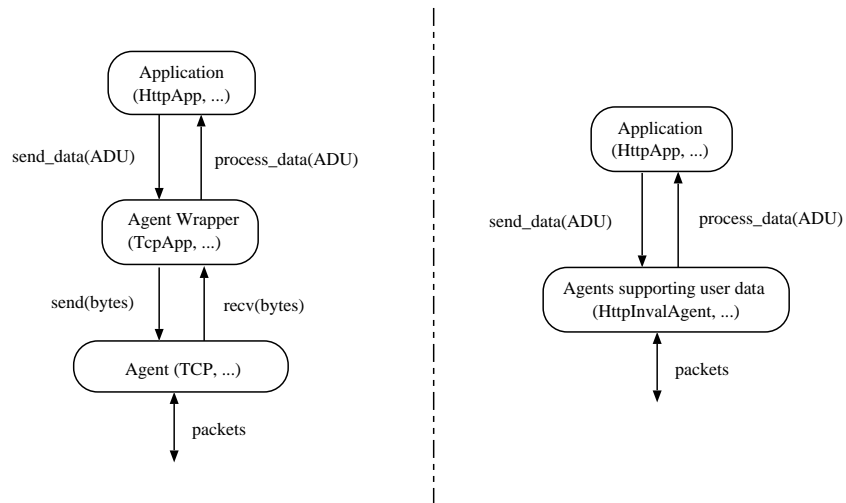 Application
(HttpApp, ...)
send_data(ADU)
process_data(ADU)
Agent Wrapper
(TcpApp, ...)
send(bytes)
recv(bytes)
Agent (TCP, ...)
packets
Application
(HttpApp, ...)
send_data(ADU)
process_data(ADU)
Agents supporting user data
(HttpInvalAgent, ...)
packets